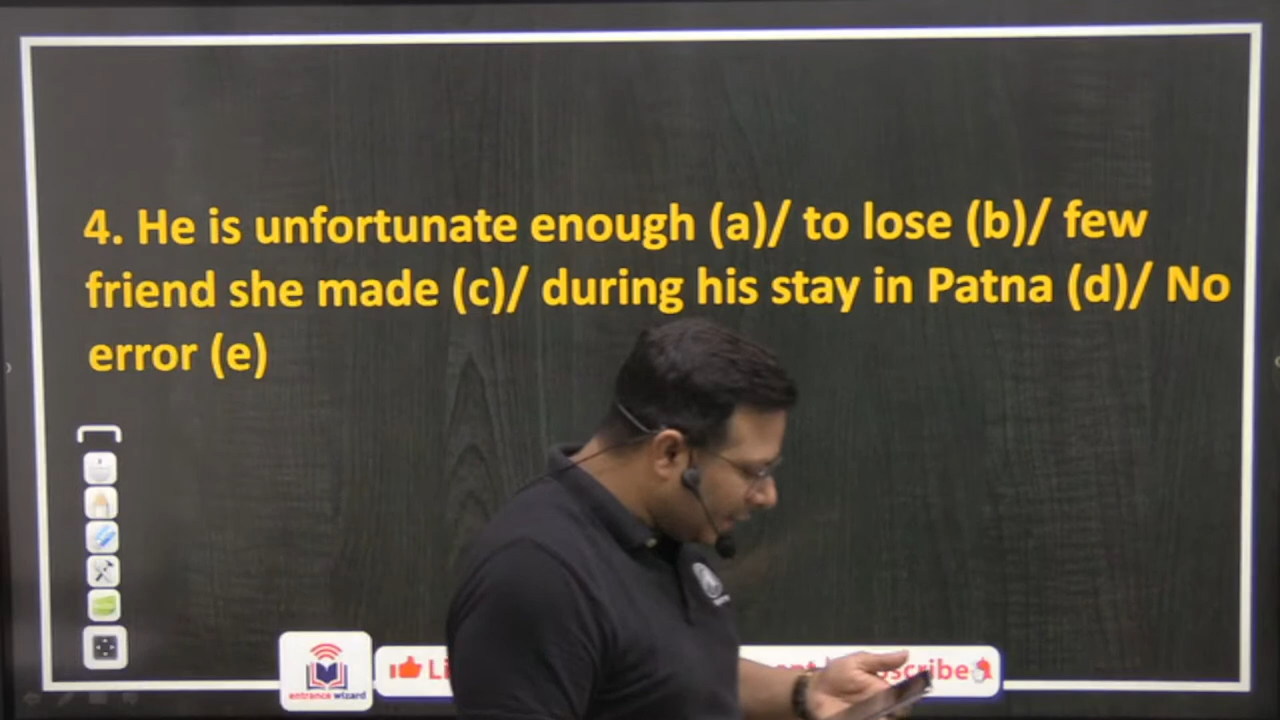 4. He is unfortunate enough (a)/ to lose (b)/ few
friend she made (c)/ during his stay in Patna (d)/ No
error (e)
entrance wizard